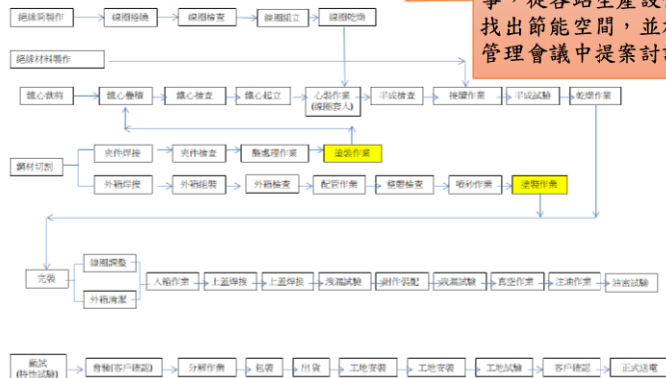 事，從各站生產設
找出節能空間，並
管理會議中提案討
絕緣筒製作 線圈捲繞 線圈檢查 線圈組立 線圈乾燥
絕緣材料製作
鐵心裁剪 鐵心疊積 鐵心檢查 鐵心起立 心裝作業 半成檢查 接續作業 半成試驗 乾燥作業
(線圈套入)
夾件焊接 夾件檢查 整處理作業 塗裝作業
鋼材切割
外箱焊接 外箱組裝 外箱檢查 配管作業 整體檢查 噴砂作業 塗裝作業
線圈調整
完裝 入箱作業 上蓋焊接 上蓋焊接 洩漏試驗 附件裝配 洩漏試驗 真空作業 注油作業 油密試驗
外箱清潔
廠試 會驗(客戶確認) 分解作業 包裝 出貨 工地安裝 工地安裝 工地試驗 客戶確認 正式送電
(特性試驗)